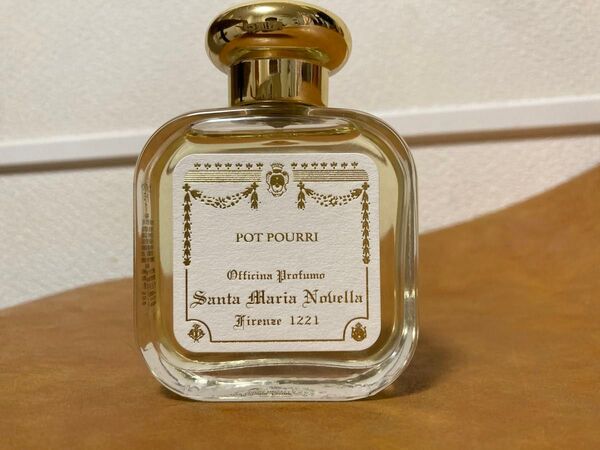 POT POURRI
Officina Profumo
Santa Maria Novella
Firenze 1221